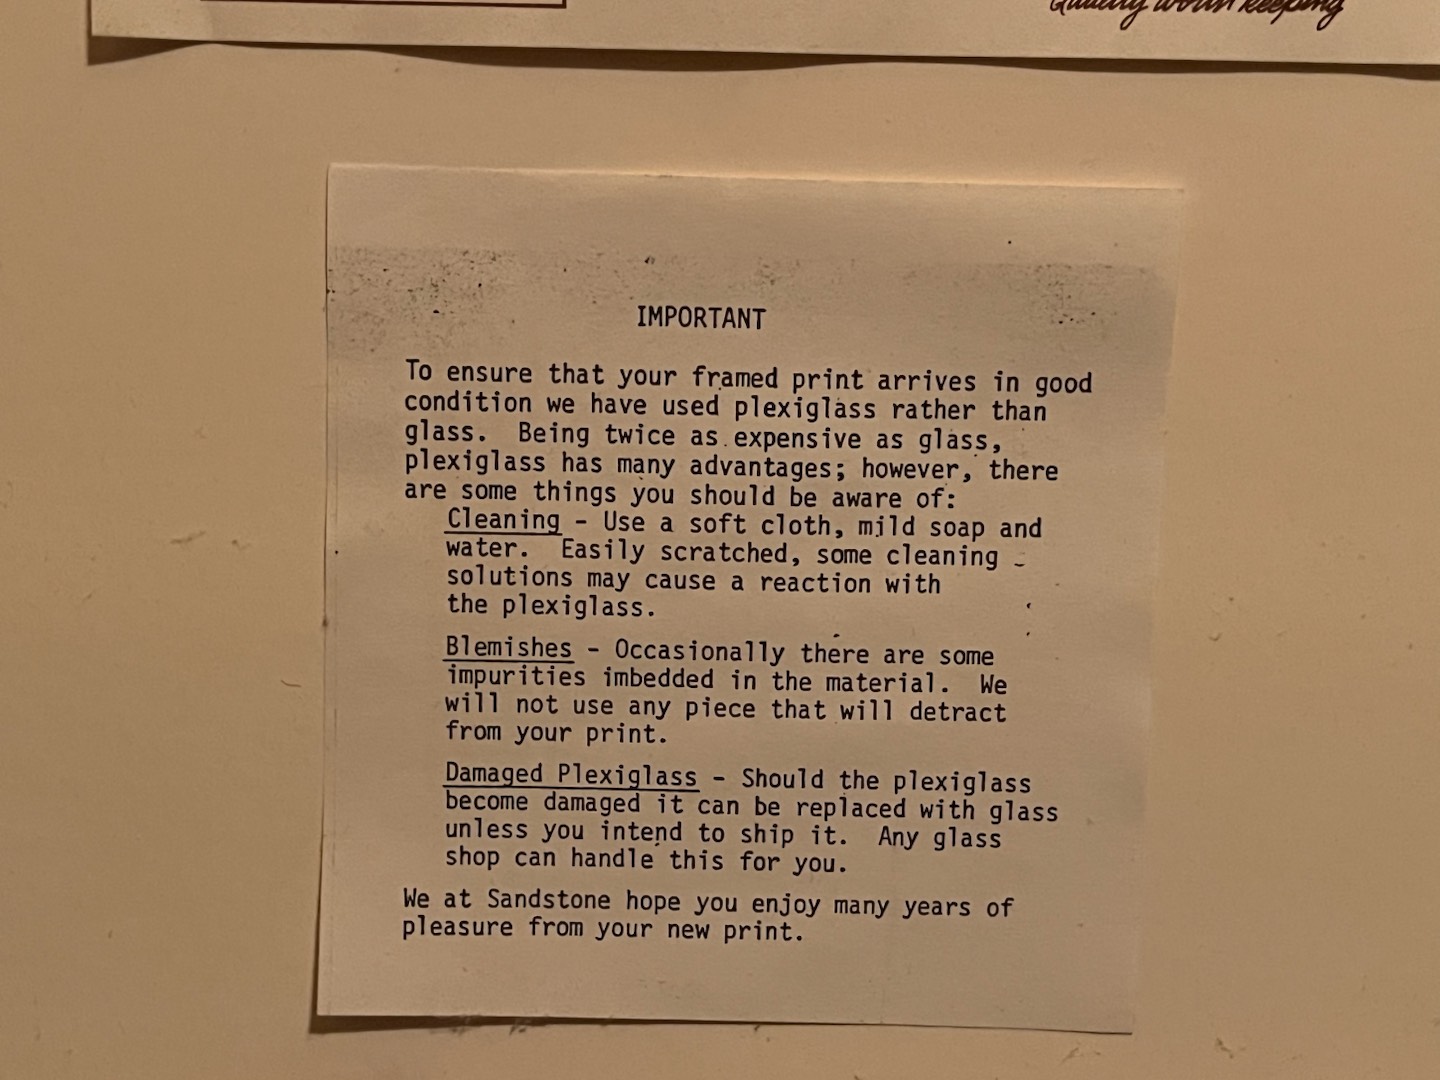 Quality worth keeping
IMPORTANT
To ensure that your framed print arrives in good
condition we have used plexiglass rather than
glass.  Being twice as expensive as glass,
plexiglass has many advantages; however, there
are some things you should be aware of:
Cleaning - Use a soft cloth, mild soap and
water.  Easily scratched, some cleaning
solutions may cause a reaction with
the plexiglass.
Blemishes - Occasionally there are some
impurities imbedded in the material.  We
will not use any piece that will detract
from your print.
Damaged Plexiglass - Should the plexiglass
become damaged it can be replaced with glass
unless you intend to ship it.  Any glass
shop can handle this for you.
We at Sandstone hope you enjoy many years of
pleasure from your new print.